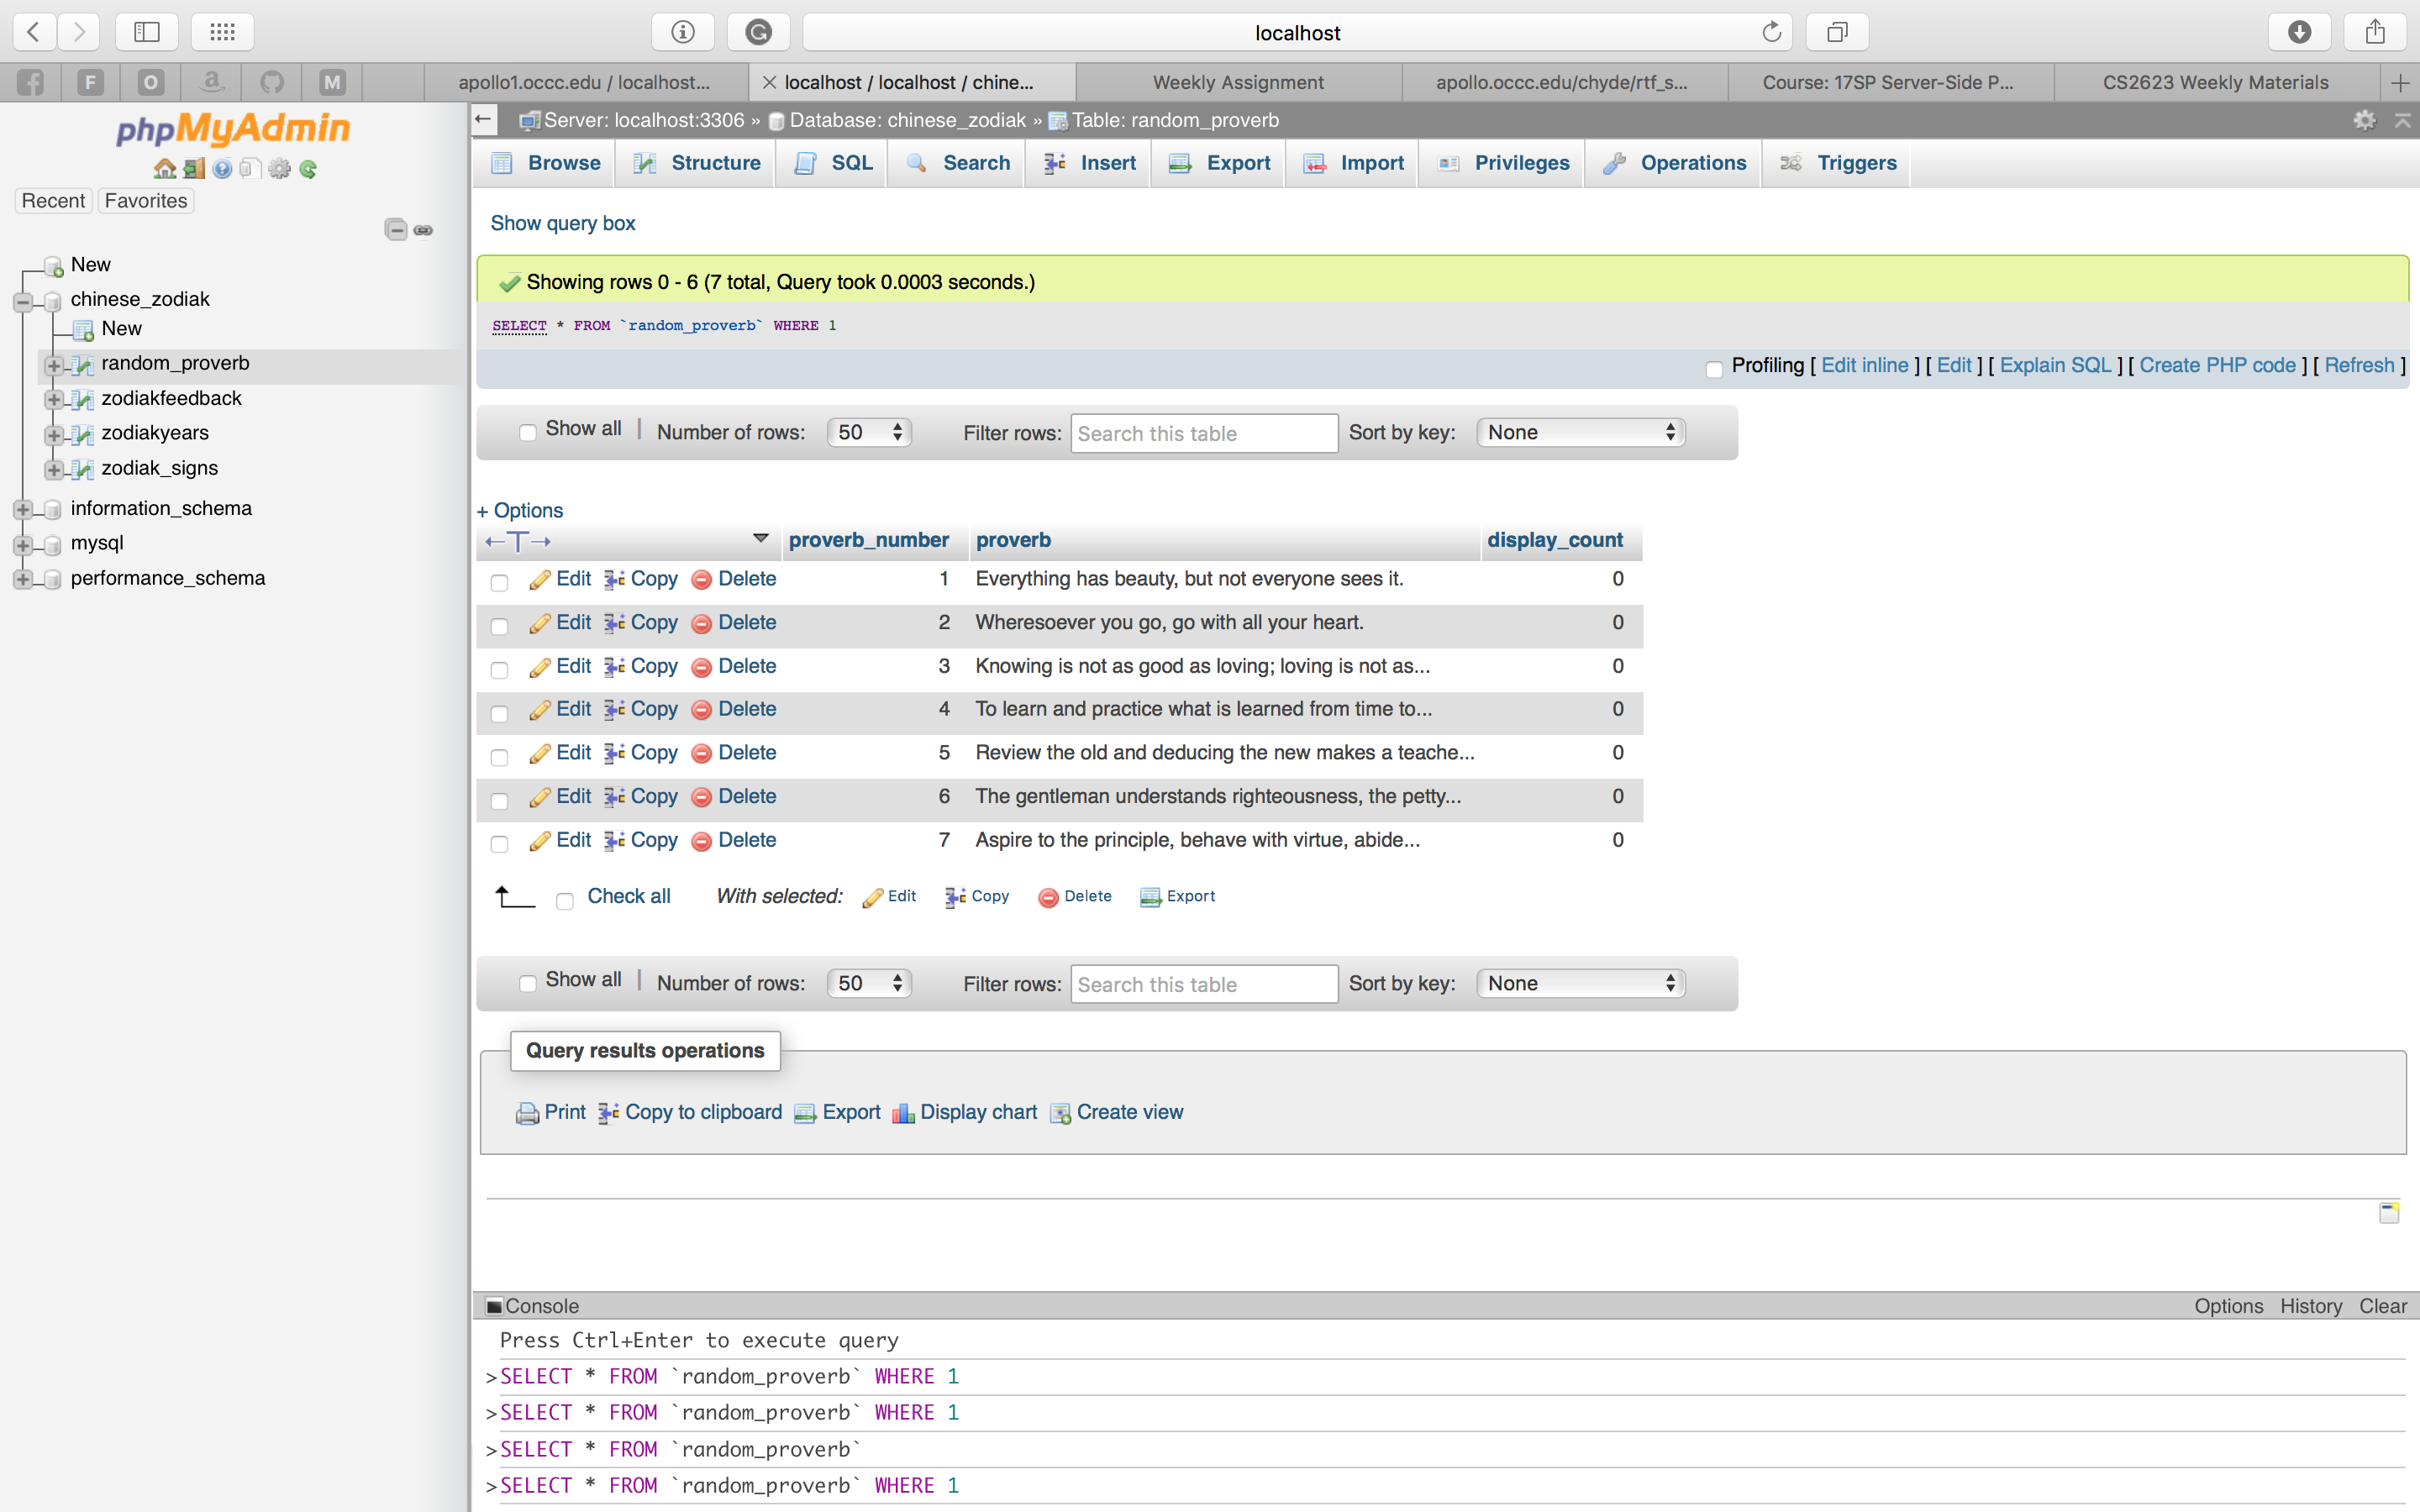 localhost
F O a M apollo1.occc.edu / localhost... localhost / localhost / chine... Weekly Assignment apollo.occc.edu/chyde/rtf_s... Course: 17SP Server-Side P... CS2623 Weekly Materials
phpMyAdmin
Recent Favorites
New
chinese_zodiak
New
random_proverb
zodiakfeedback
zodiakyears
zodiak_signs
information_schema
mysql
performance_schema
Server: localhost:3306 » Database: chinese_zodiak » Table: random_proverb
Browse Structure SQL Search Insert Export Import Privileges Operations Triggers
Show query box
Showing rows 0 - 6 (7 total, Query took 0.0003 seconds.)
SELECT * FROM `random_proverb` WHERE 1
Profiling [ Edit inline ] [ Edit ] [ Explain SQL ] [ Create PHP code ] [ Refresh ]
Show all | Number of rows: 50 Filter rows: Search this table Sort by key: None
+ Options
←T→ proverb_number proverb display_count
Edit Copy Delete 1 Everything has beauty, but not everyone sees it. 0
Edit Copy Delete 2 Wheresoever you go, go with all your heart. 0
Edit Copy Delete 3 Knowing is not as good as loving; loving is not as... 0
Edit Copy Delete 4 To learn and practice what is learned from time to... 0
Edit Copy Delete 5 Review the old and deducing the new makes a teache... 0
Edit Copy Delete 6 The gentleman understands righteousness, the petty... 0
Edit Copy Delete 7 Aspire to the principle, behave with virtue, abide... 0
Check all With selected: Edit Copy Delete Export
Show all | Number of rows: 50 Filter rows: Search this table Sort by key: None
Query results operations
Print Copy to clipboard Export Display chart Create view
Console Options History Clear
Press Ctrl+Enter to execute query
>SELECT * FROM `random_proverb` WHERE 1
>SELECT * FROM `random_proverb` WHERE 1
>SELECT * FROM `random_proverb`
>SELECT * FROM `random_proverb` WHERE 1